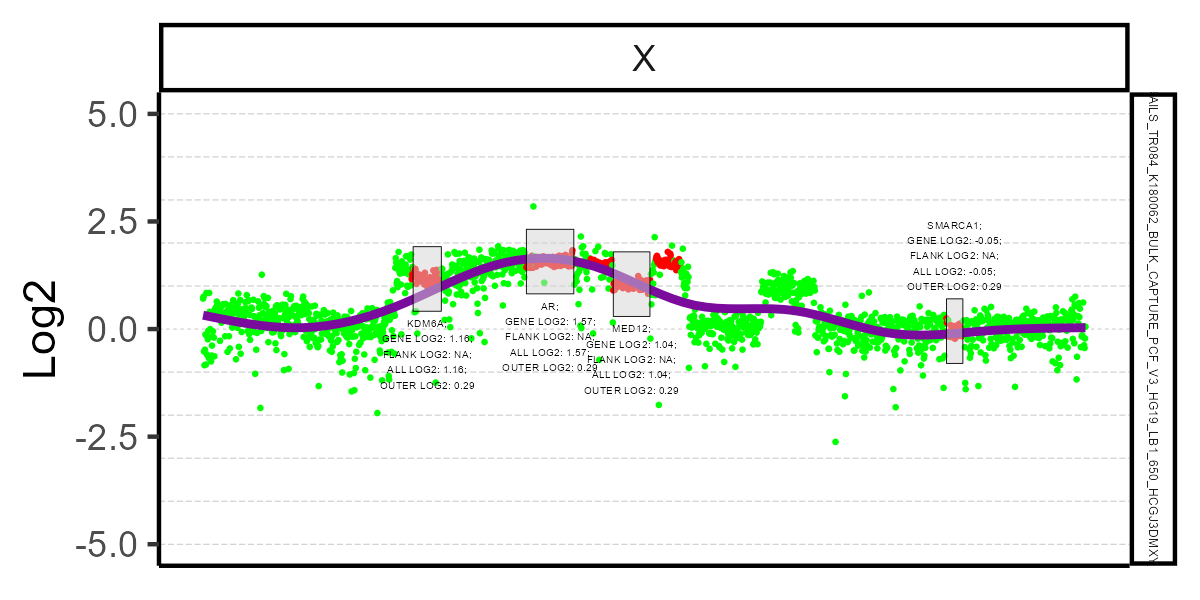 X
5.0
2.5
0.0
-2.5
-5.0
Log2
KDM6A;
GENE LOG2: 1.16;
FLANK LOG2: NA;
ALL LOG2: 1.16;
OUTER LOG2: 0.29
AR;
GENE LOG2: 1.57;
FLANK LOG2: NA;
ALL LOG2: 1.57;
OUTER LOG2: 0.29
MED12;
GENE LOG2: 1.04;
FLANK LOG2: NA;
ALL LOG2: 1.04;
OUTER LOG2: 0.29
SMARCA1;
GENE LOG2: -0.05;
FLANK LOG2: NA;
ALL LOG2: -0.05;
OUTER LOG2: 0.29
AILS_TR084_K180062_BULK_CAPTURE_PCF_V3_HG19_LB1_650_HCGJ3DMXY